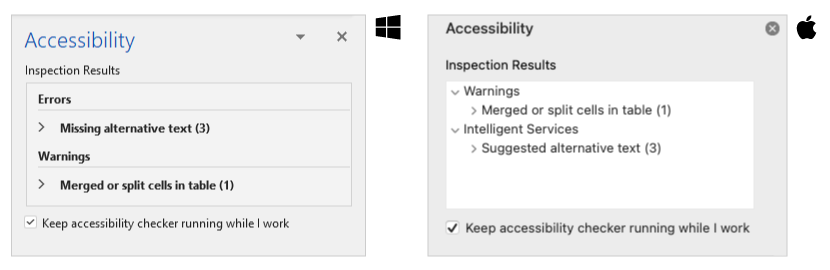 Accessibility
Inspection Results
Errors
Missing alternative text (3)
Warnings
Merged or split cells in table (1)
Keep accessibility checker running while I work
Accessibility
Inspection Results
Warnings
Merged or split cells in table (1)
Intelligent Services
Suggested alternative text (3)
Keep accessibility checker running while I work